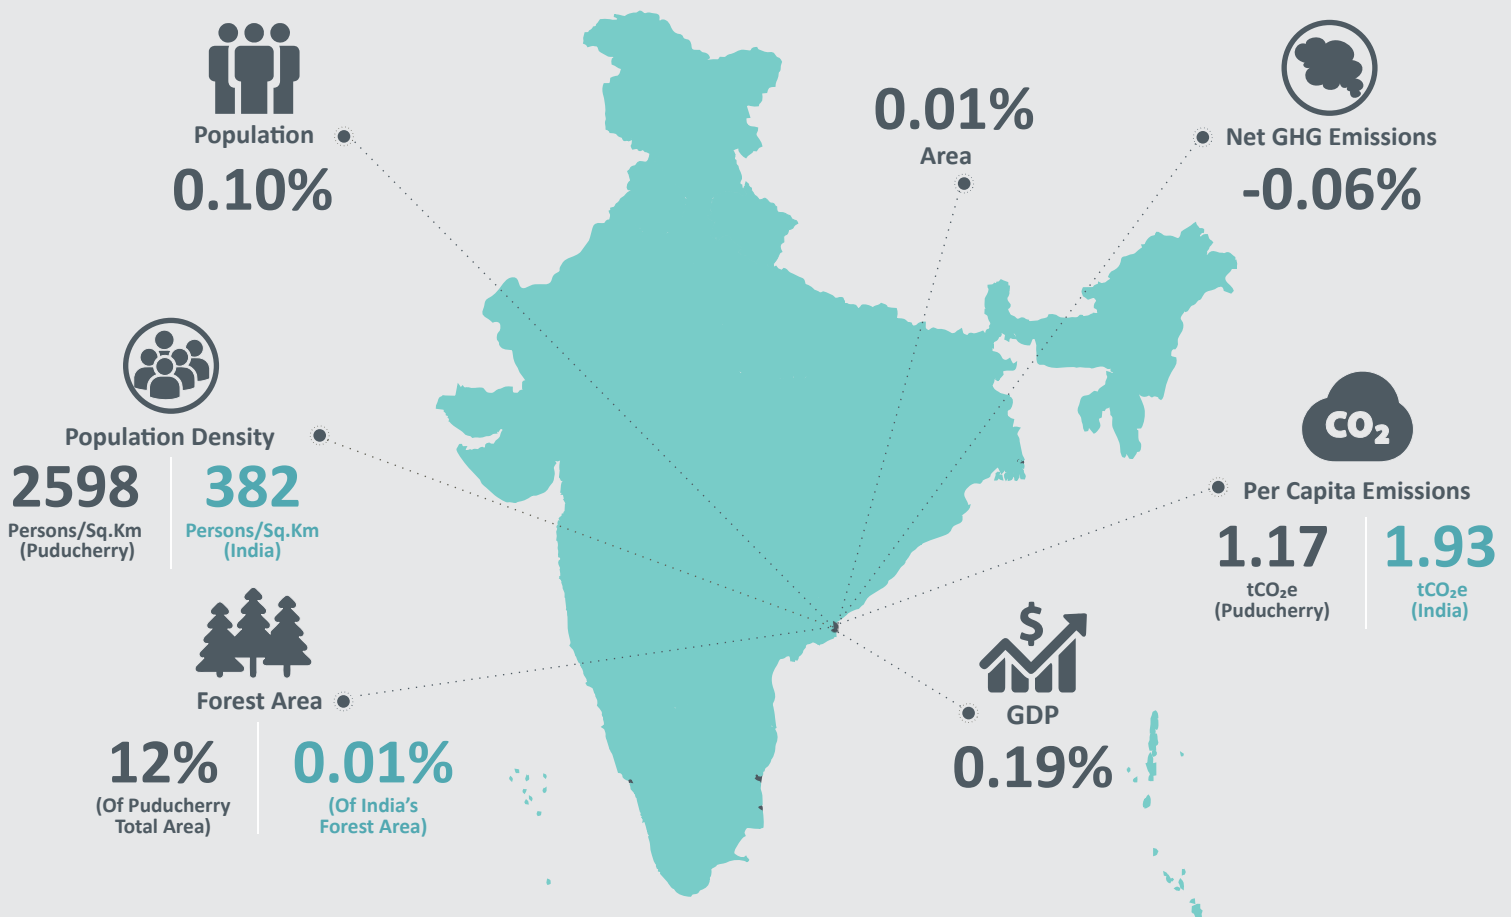 Population
0.10%
0.01%
Area
Net GHG Emissions
-0.06%
Population Density
2598
Persons/Sq.Km
(Puducherry)
382
Persons/Sq.Km
(India)
CO₂
Per Capita Emissions
1.17
tCO₂e
(Puducherry)
1.93
tCO₂e
(India)
Forest Area
12%
(Of Puducherry
Total Area)
0.01%
(Of India's
Forest Area)
$
GDP
0.19%